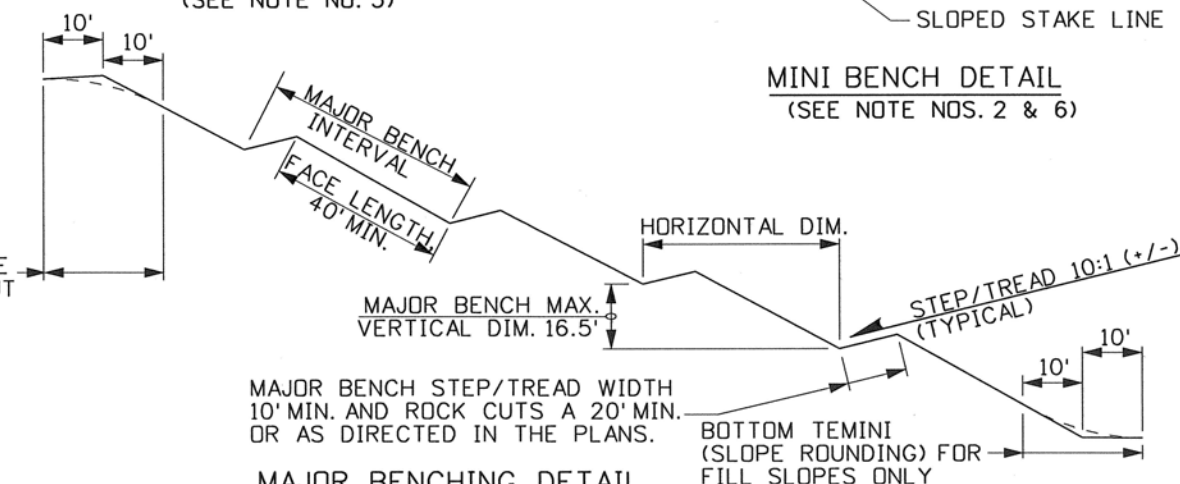 (SEE NOTE NO. 5)
SLOPED STAKE LINE
10'
10'
MINI BENCH DETAIL
(SEE NOTE NOS. 2 & 6)
MAJOR BENCH
INTERVAL
FACE LENGTH
40' MIN.
HORIZONTAL DIM.
STEP/TREAD 10:1 (+/-)
(TYPICAL)
MAJOR BENCH MAX.
VERTICAL DIM. 16.5'
10'
10'
MAJOR BENCH STEP/TREAD WIDTH
10' MIN. AND ROCK CUTS A 20' MIN.
OR AS DIRECTED IN THE PLANS.
BOTTOM TEMINI
(SLOPE ROUNDING) FOR
FILL SLOPES ONLY
MAJOR BENCHING DETAIL